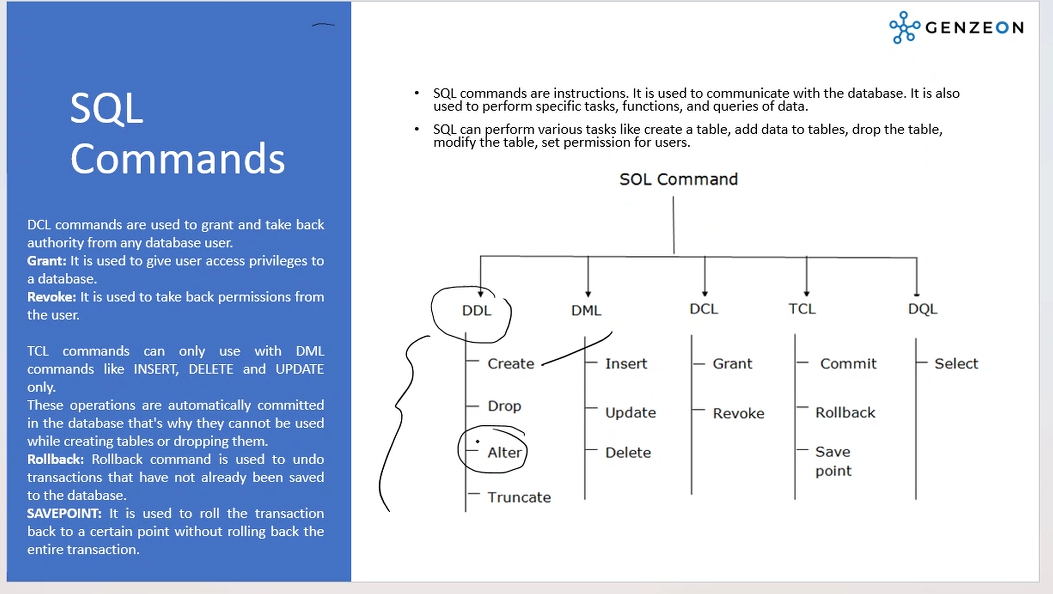 GENZEON
SQL
Commands
DCL commands are used to grant and take back
authority from any database user.
Grant: It is used to give user access privileges to
a database.
Revoke: It is used to take back permissions from
the user.
TCL commands can only use with DML
commands like INSERT, DELETE and UPDATE
only.
These operations are automatically committed
in the database that's why they cannot be used
while creating tables or dropping them.
Rollback: Rollback command is used to undo
transactions that have not already been saved
to the database.
SAVEPOINT: It is used to roll the transaction
back to a certain point without rolling back the
entire transaction.
• SQL commands are instructions. It is used to communicate with the database. It is also
used to perform specific tasks, functions, and queries of data.
• SQL can perform various tasks like create a table, add data to tables, drop the table,
modify the table, set permission for users.
SOL Command
DDL DML DCL TCL DQL
Create Insert Grant Commit Select
Drop Update Revoke Rollback
Alter Delete Save
point
Truncate